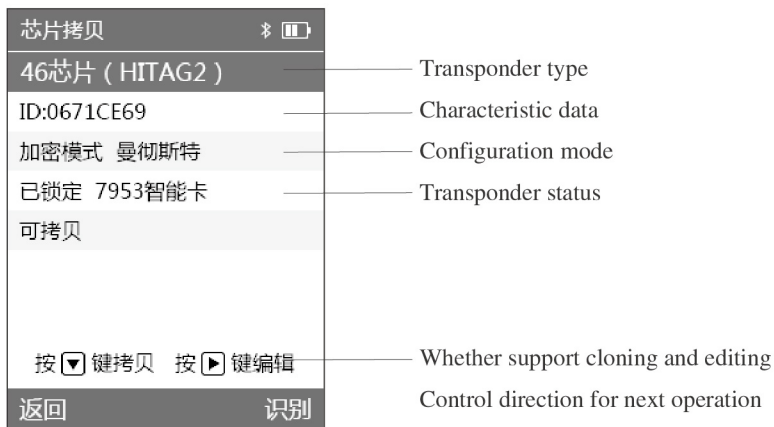 芯片拷贝
46芯片（HITAG2） Transponder type
ID:0671CE69 Characteristic data
加密模式 曼彻斯特 Configuration mode
已锁定 7953智能卡 Transponder status
可拷贝
按▼键拷贝 按▶键编辑 Whether support cloning and editing
Control direction for next operation
返回 识别